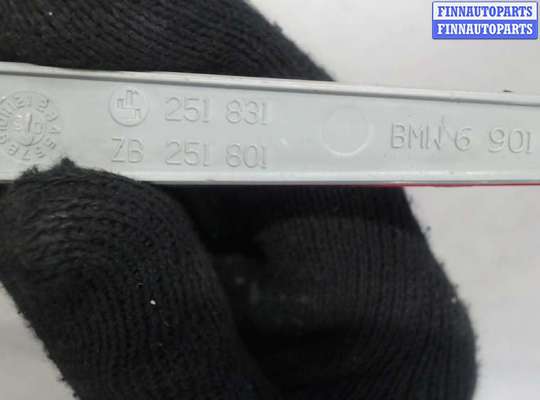 FINNAUTOPARTS
FINNAUTOPARTS
251 831
ZB 251 801
BMW 6 901